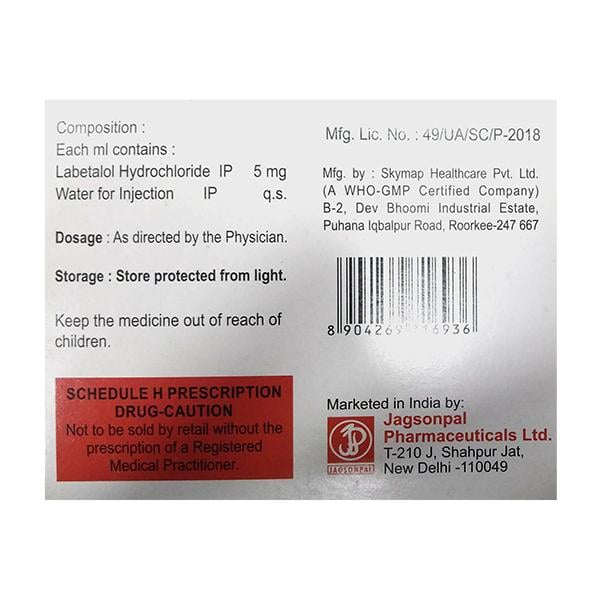 Composition :
Each ml contains :
Labetalol Hydrochloride IP 5 mg
Water for Injection IP q.s.
Dosage : As directed by the Physician.
Storage : Store protected from light.
Keep the medicine out of reach of
children.
SCHEDULE H PRESCRIPTION
DRUG-CAUTION
Not to be sold by retail without the
prescription of a Registered
Medical Practitioner.
Mfg. Lic. No. : 49/UA/SC/P-2018
Mfg. by : Skymap Healthcare Pvt. Ltd.
(A WHO-GMP Certified Company)
B-2, Dev Bhoomi Industrial Estate,
Puhana Iqbalpur Road, Roorkee-247 667
Marketed in India by:
Jagsonpal
Pharmaceuticals Ltd.
T-210 J, Shahpur Jat,
New Delhi -110049
JAGSONPAL